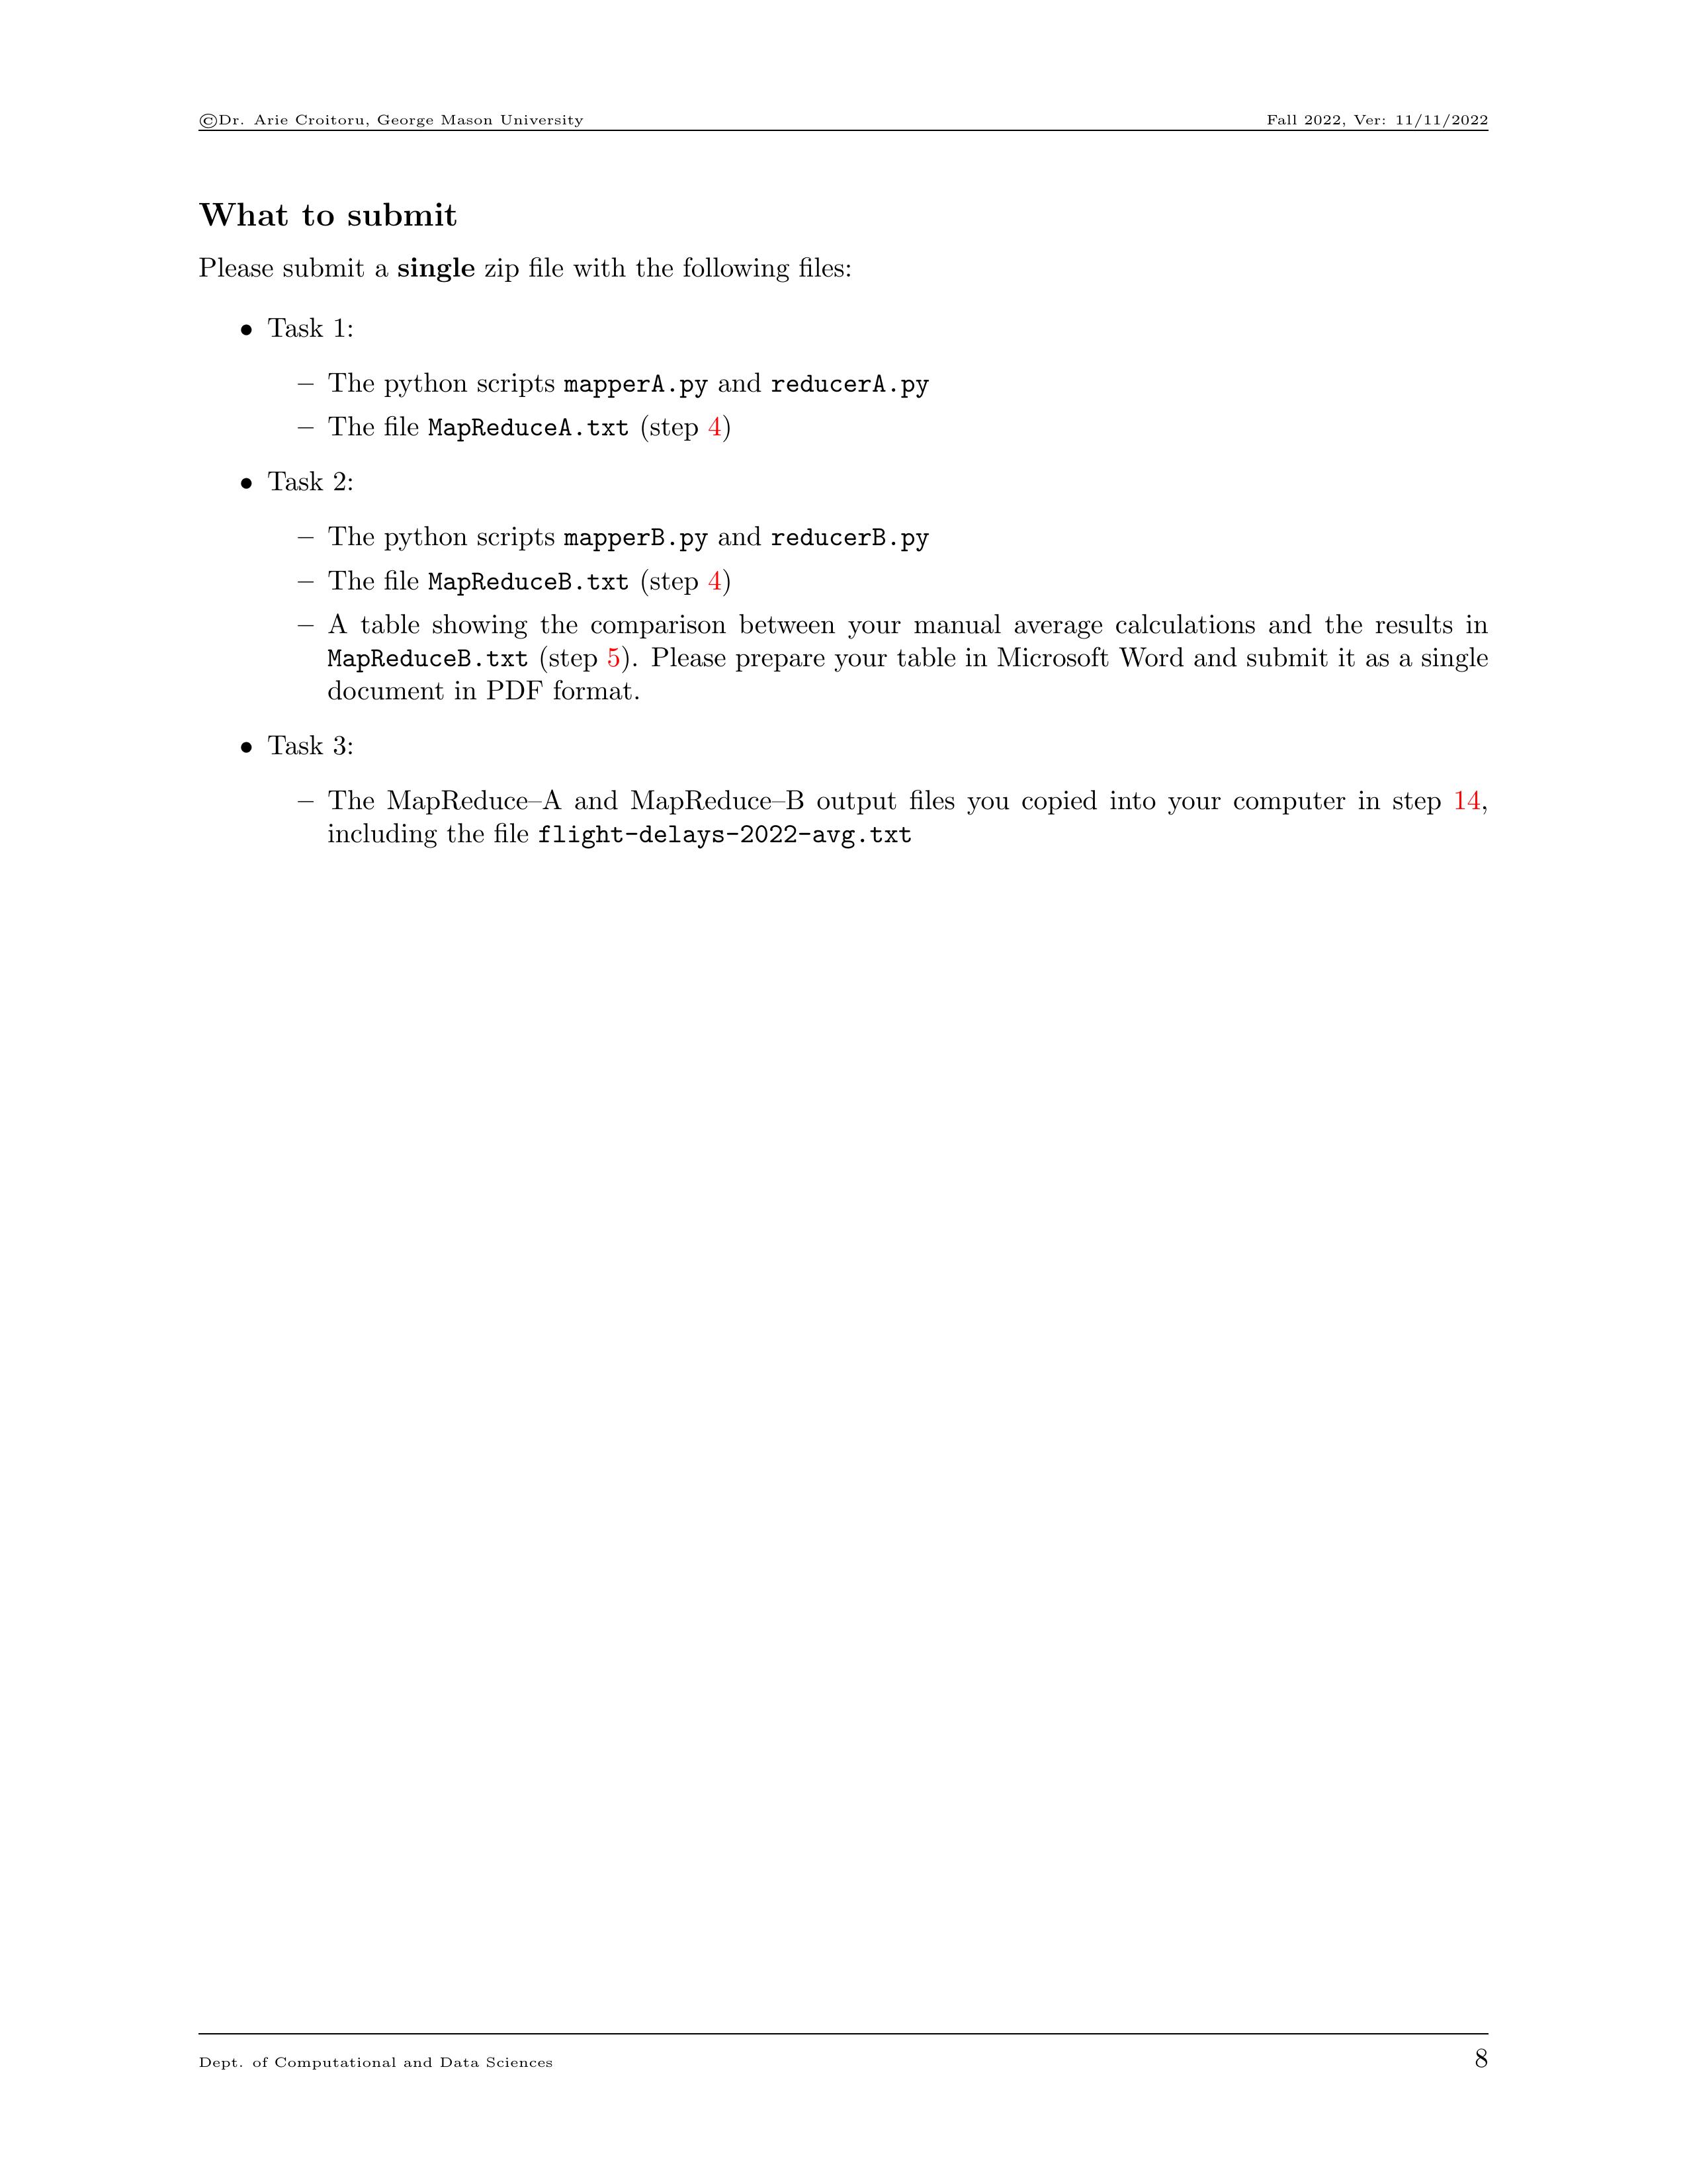 ©Dr. Arie Croitoru, George Mason University
Fall 2022, Ver: 11/11/2022
What to submit
Please submit a single zip file with the following files:
• Task 1:
– The python scripts mapperA.py and reducerA.py
– The file MapReduceA.txt (step 4)
• Task 2:
– The python scripts mapperB.py and reducerB.py
– The file MapReduceB.txt (step 4)
– A table showing the comparison between your manual average calculations and the results in
MapReduceB.txt (step 5). Please prepare your table in Microsoft Word and submit it as a single
document in PDF format.
• Task 3:
– The MapReduce–A and MapReduce–B output files you copied into your computer in step 14,
including the file flight-delays-2022-avg.txt
Dept. of Computational and Data Sciences
8